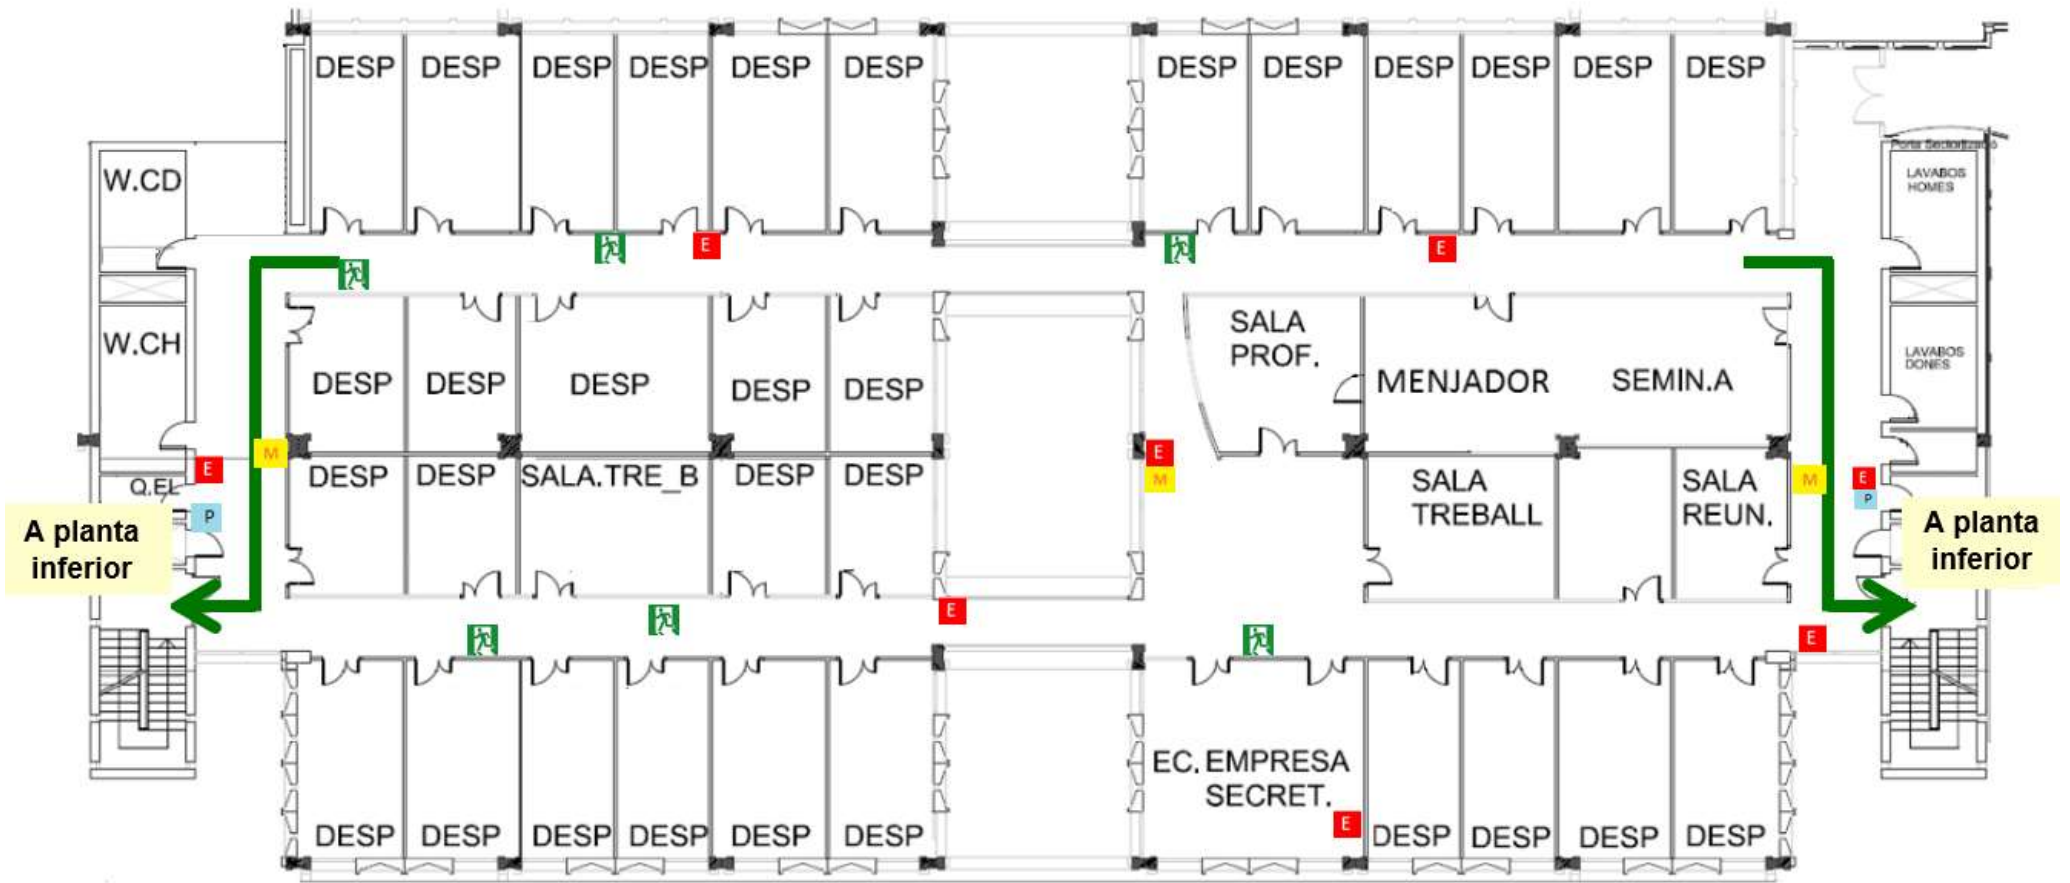 DESP DESP DESP DESP DESP DESP DESP DESP DESP DESP DESP DESP
Porta Sectorització
W.CD
LAVABOS
HOMES
E E
W.CH
SALA
PROF.
LAVABOS
DONES
DESP DESP DESP DESP DESP MENJADOR SEMIN.A
M E
E DESP DESP SALA.TRE_B DESP DESP M SALA
TREBALL
SALA
REUN.
M E
Q.EL
P P
A planta
inferior
A planta
inferior
E E
EC.EMPRESA
SECRET.
E
DESP DESP DESP DESP DESP DESP DESP DESP DESP DESP